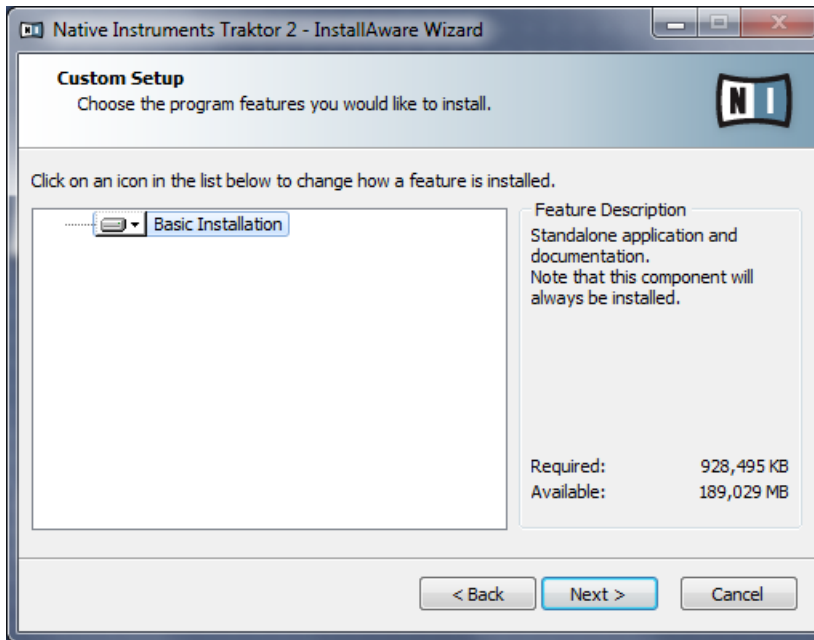 Native Instruments Traktor 2 - InstallAware Wizard
Custom Setup
Choose the program features you would like to install.
NI
Click on an icon in the list below to change how a feature is installed.
Basic Installation
Feature Description
Standalone application and
documentation.
Note that this component will
always be installed.
Required: 928,495 KB
Available: 189,029 MB
< Back
Next >
Cancel